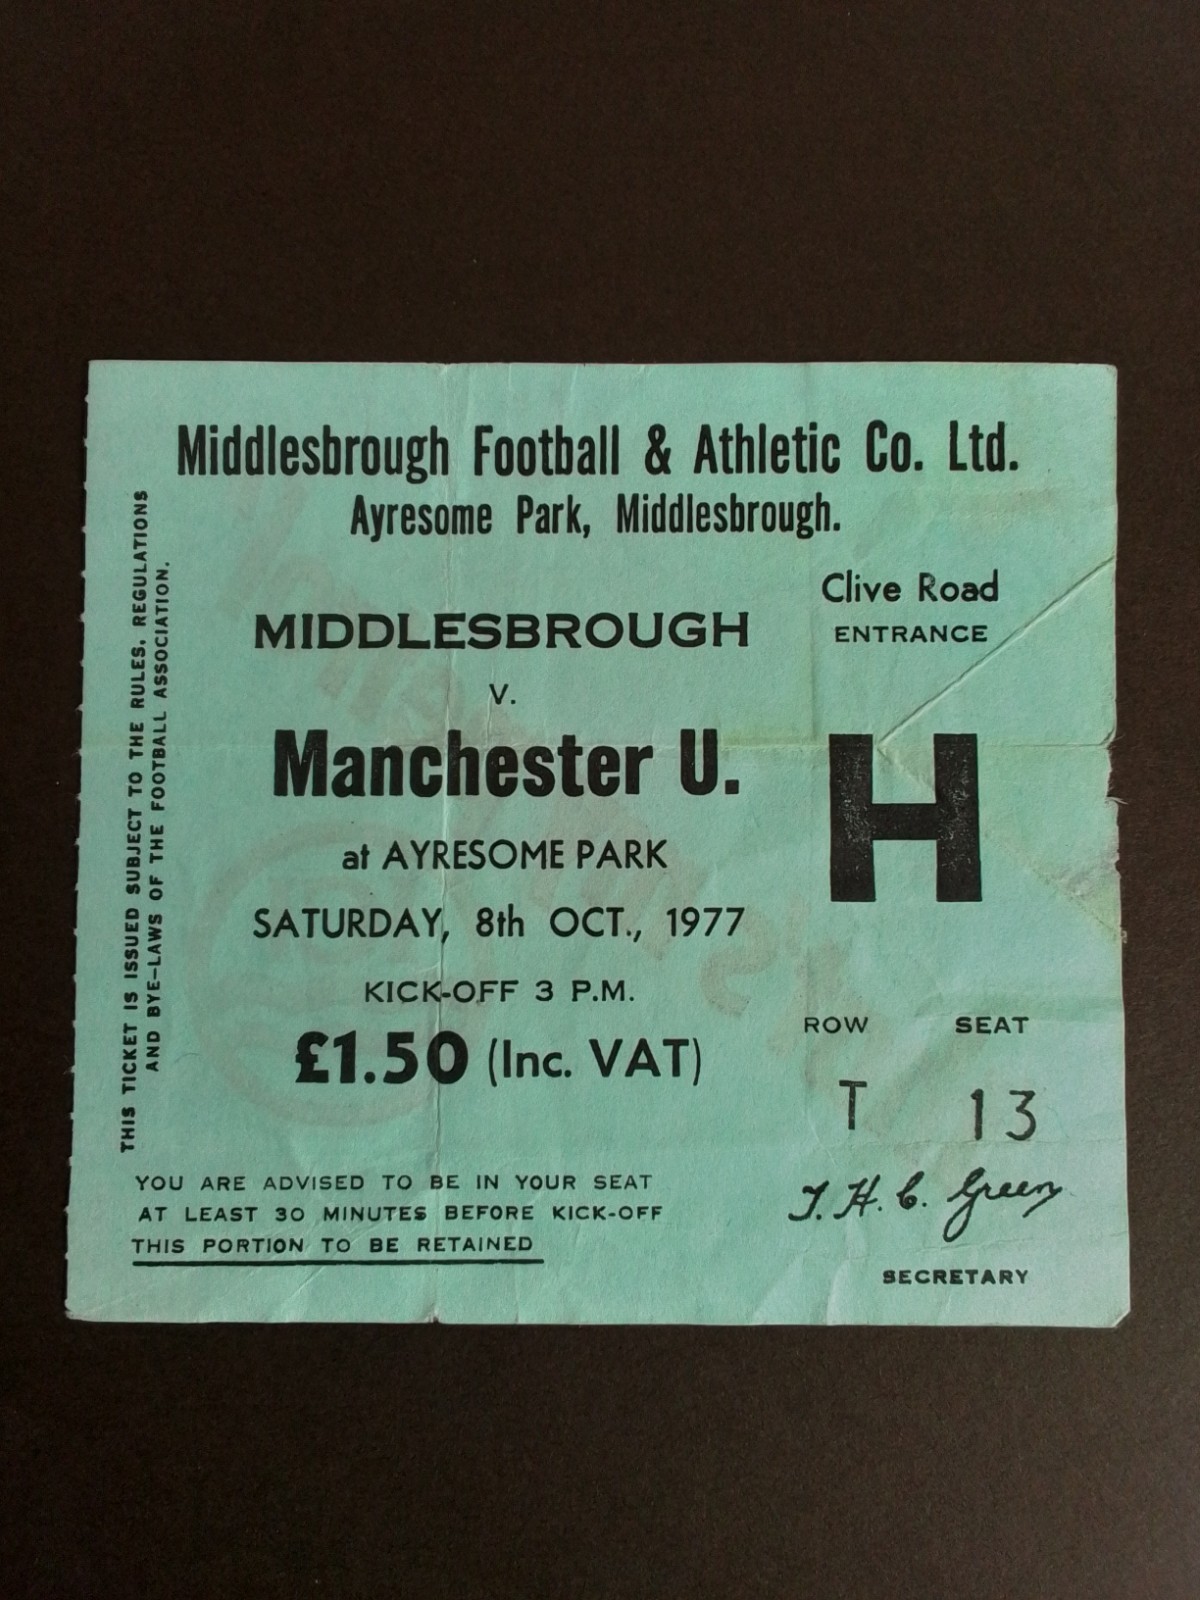 Middlesbrough Football & Athletic Co. Ltd.
Ayresome Park, Middlesbrough.
THIS TICKET IS ISSUED SUBJECT TO THE RULES, REGULATIONS
AND BYE-LAWS OF THE FOOTBALL ASSOCIATION.
MIDDLESBROUGH
V.
Manchester U.
at AYRESOME PARK
SATURDAY, 8th OCT., 1977
KICK-OFF 3 P.M.
£1.50 (Inc. VAT)
Clive Road
ENTRANCE
H
ROW SEAT
T 13
YOU ARE ADVISED TO BE IN YOUR SEAT
AT LEAST 30 MINUTES BEFORE KICK-OFF
THIS PORTION TO BE RETAINED
T. H. C. Green
SECRETARY